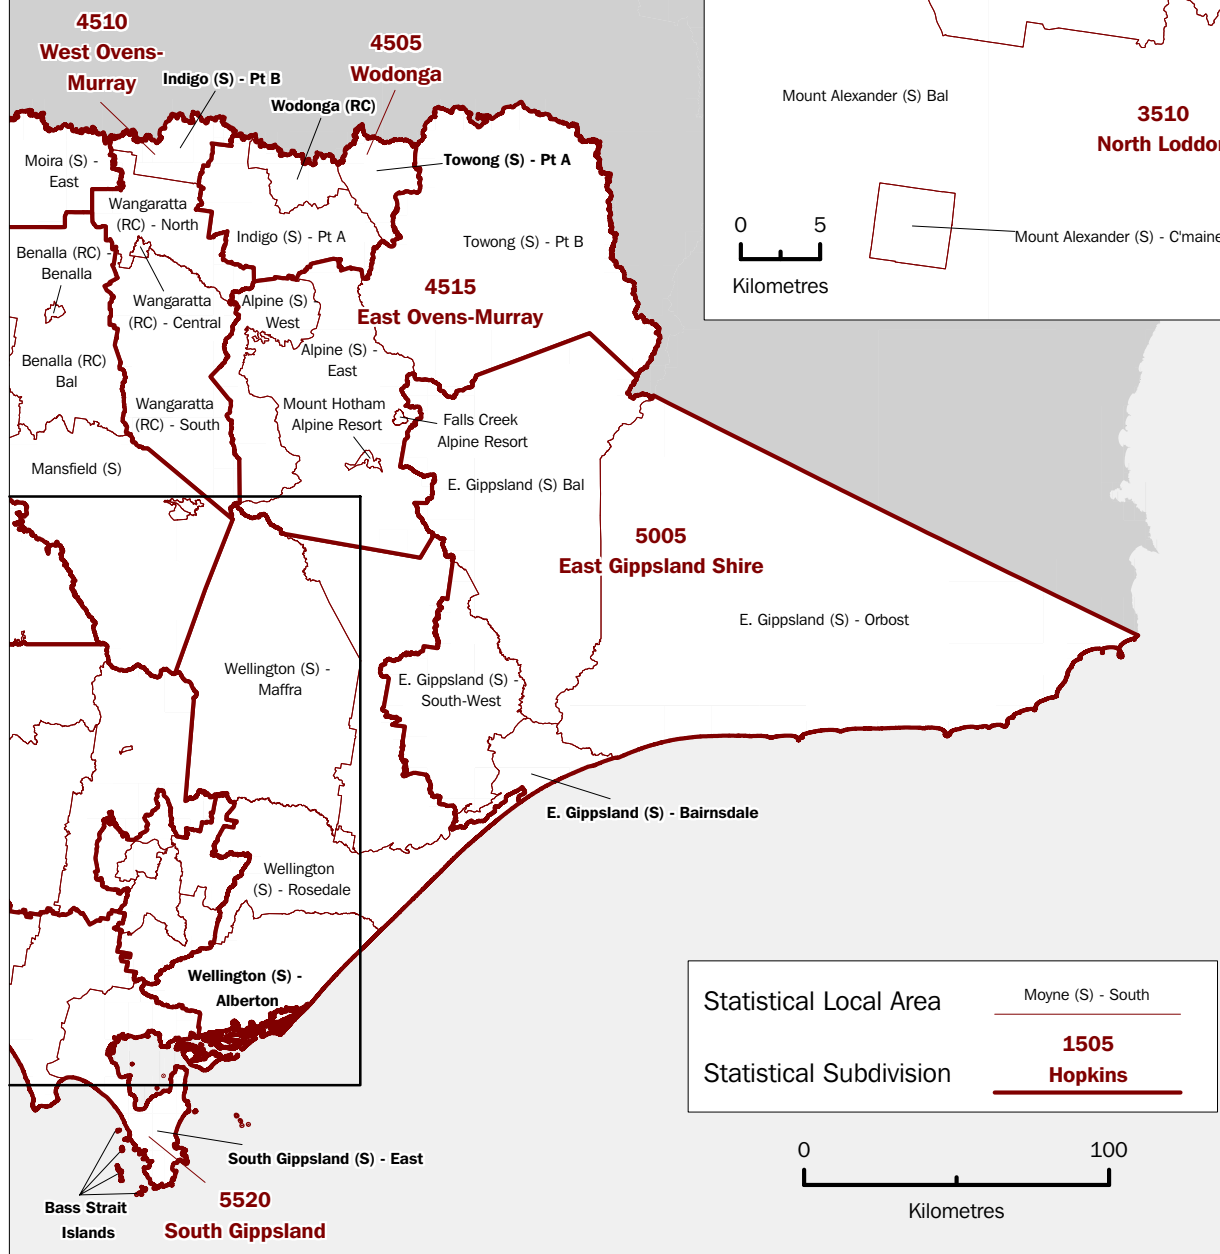 4510
West Ovens-
Murray
4505
Wodonga
Indigo (S) - Pt B
Wodonga (RC)
Towong (S) - Pt A
Moira (S) -
East
Wangaratta
(RC) - North
Indigo (S) - Pt A
Towong (S) - Pt B
Benalla (RC) -
Benalla
Wangaratta
(RC) - Central
Alpine (S)
West
4515
East Ovens-Murray
Benalla (RC)
Bal
Alpine (S) -
East
Wangaratta
(RC) - South
Mount Hotham
Alpine Resort
Falls Creek
Alpine Resort
Mansfield (S)
E. Gippsland (S) Bal
5005
East Gippsland Shire
E. Gippsland (S) - Orbost
Wellington (S) -
Maffra
E. Gippsland (S) -
South-West
E. Gippsland (S) - Bairnsdale
Wellington
(S) - Rosedale
Wellington (S) -
Alberton
South Gippsland (S) - East
Bass Strait
Islands
5520
South Gippsland
Mount Alexander (S) Bal
3510
North Loddon
0 5
Kilometres
Mount Alexander (S) - C'maine
Statistical Local Area
Moyne (S) - South
Statistical Subdivision
1505
Hopkins
0 100
Kilometres